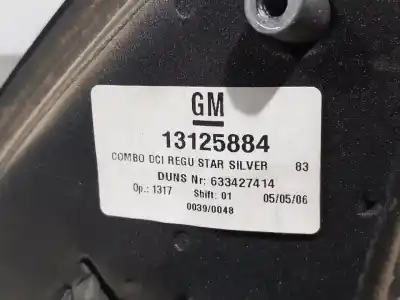 GM
13125884
COMBO DCI REGU STAR SILVER 83
DUNS Nr: 633427414
Op.: 1317 Shift: 01 05/05/06
0039/0048